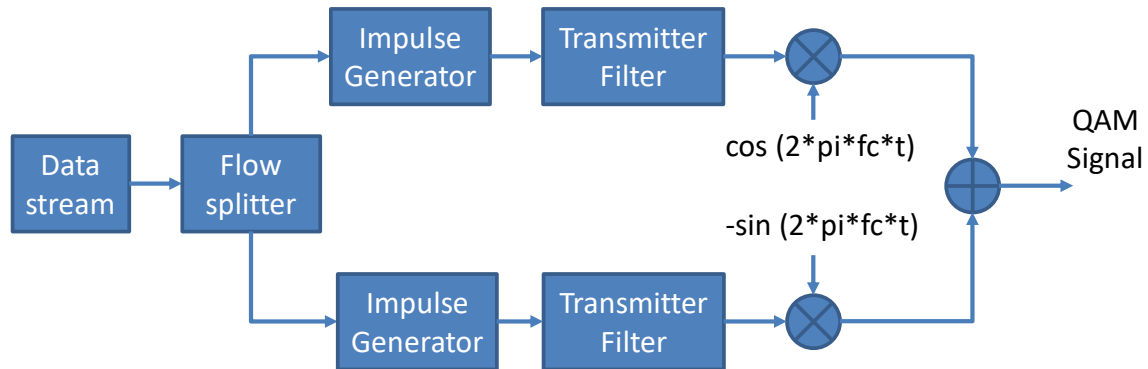 Impulse
Generator
Transmitter
Filter
cos (2*pi*fc*t)
QAM
Signal
Data
stream
Flow
splitter
-sin (2*pi*fc*t)
Impulse
Generator
Transmitter
Filter